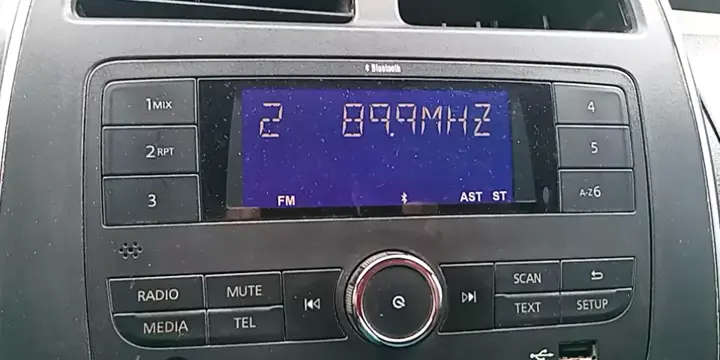 Bluetooth
1MIX
2RPT
3
2 89.9MHz
FM AST ST
4
5
A-Z6
RADIO
MUTE
MEDIA
TEL
SCAN
TEXT
SETUP